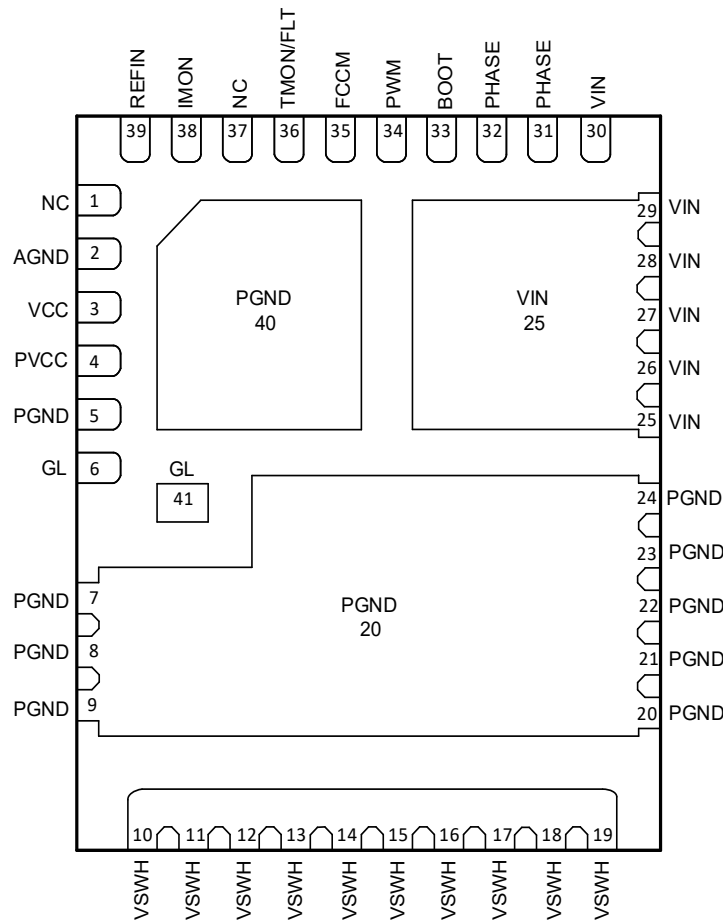 REFIN
IMON
NC
TMON/FLT
FCCM
PWM
BOOT
PHASE
PHASE
VIN
39
38
37
36
35
34
33
32
31
30
NC 1
AGND 2
VCC 3
PVCC 4
PGND 5
GL 6
PGND
40
VIN
25
29 VIN
28 VIN
27 VIN
26 VIN
25 VIN
GL
41
24 PGND
23 PGND
22 PGND
21 PGND
20 PGND
PGND 7
PGND 8
PGND 9
PGND
20
10
11
12
13
14
15
16
17
18
19
VSWH
VSWH
VSWH
VSWH
VSWH
VSWH
VSWH
VSWH
VSWH
VSWH